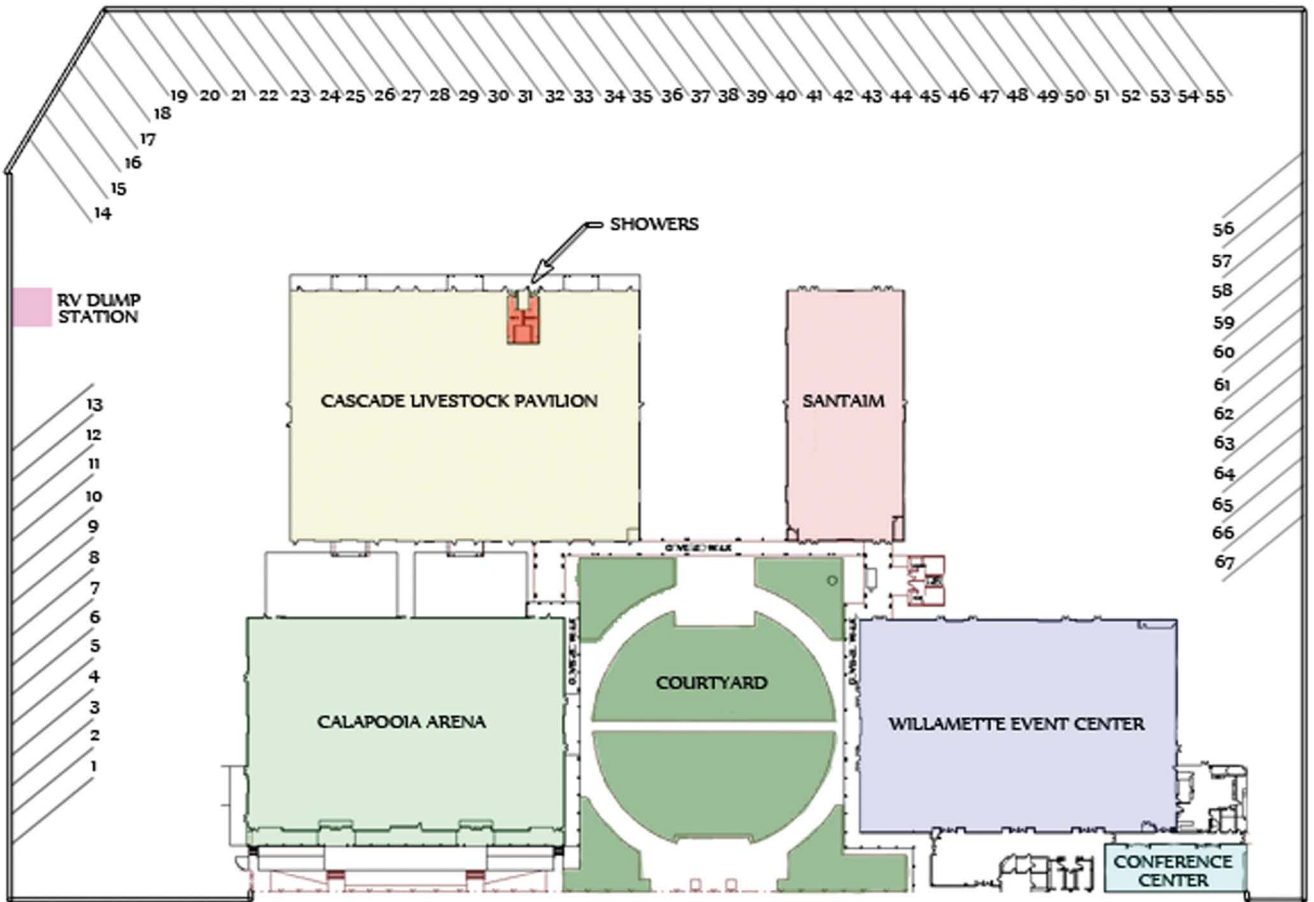 19 20 21 22 23 24 25 26 27 28 29 30 31 32 33 34 35 36 37 38 39 40 41 42 43 44 45 46 47 48 49 50 51 52 53 54 55
18
17
16
15
14
56
57
58
59
60
61
62
63
64
65
66
67
SHOWERS
RV DUMP
STATION
13
12
11
10
9
8
7
6
5
4
3
2
1
CASCADE LIVESTOCK PAVILION
SANTAIM
COURTYARD
CALAPOOIA ARENA
WILLAMETTE EVENT CENTER
CONFERENCE
CENTER